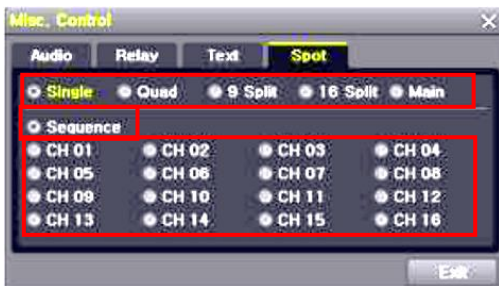 Misc. Control
Audio Relay Text Spot
Single Quad 9 Split 16 Split Main
Sequence
CH 01 CH 02 CH 03 CH 04
CH 05 CH 06 CH 07 CH 08
CH 09 CH 10 CH 11 CH 12
CH 13 CH 14 CH 15 CH 16
Exit